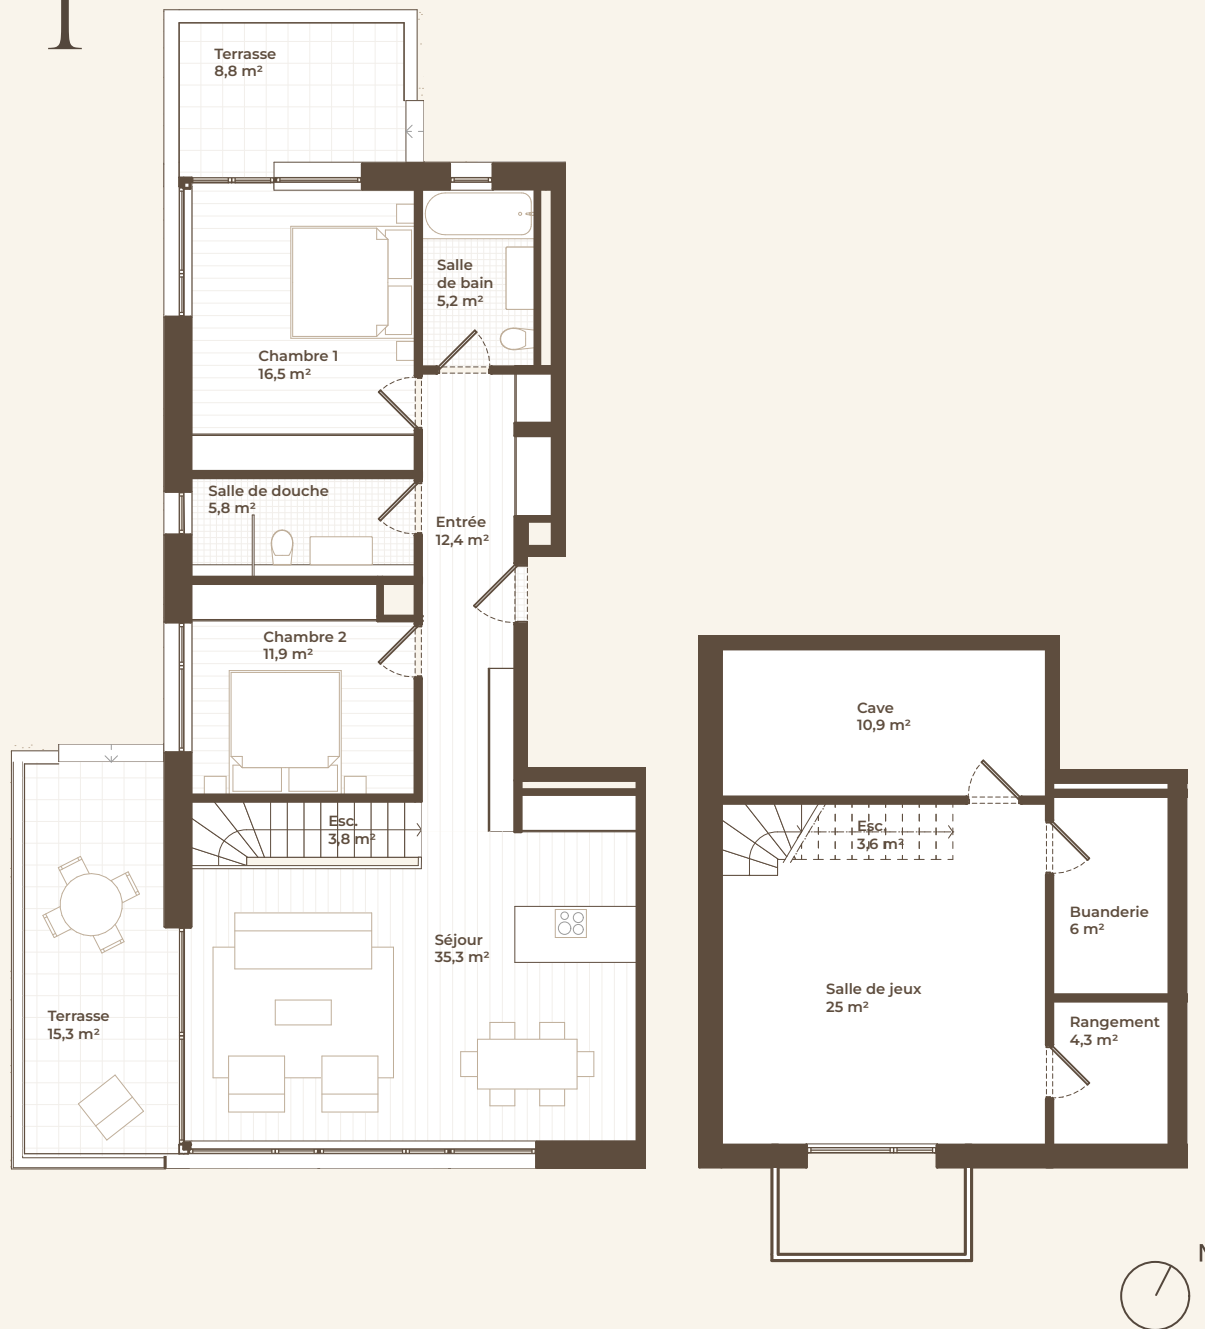 1
Terrasse
8,8 m²
Salle
de bain
5,2 m²
Chambre 1
16,5 m²
Salle de douche
5,8 m²
Entrée
12,4 m²
Chambre 2
11,9 m²
Esc.
3,8 m²
Séjour
35,3 m²
Terrasse
15,3 m²
Cave
10,9 m²
Esc.
3,6 m²
Buanderie
6 m²
Salle de jeux
25 m²
Rangement
4,3 m²
N